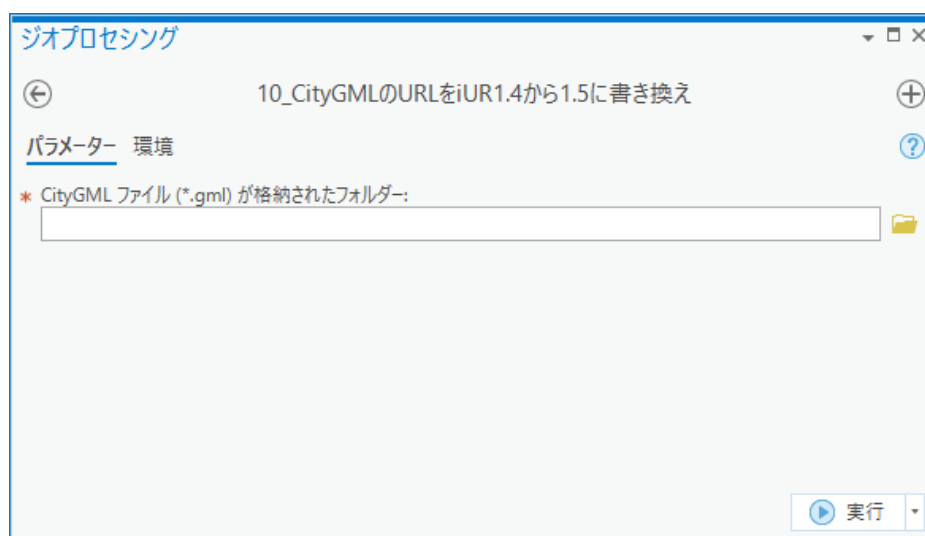 ジオプロセシング
10_CityGMLのURLをiUR1.4から1.5に書き換え
パラメーター 環境
* CityGML ファイル (*.gml) が格納されたフォルダー:
実行